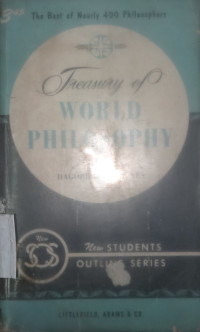 The Best of Nearly 400 Philosophers
Treasury of
WORLD
PHILOSOPHY
New STUDENTS
OUTLINE SERIES
LITTLEFIELD, ADAMS & CO.